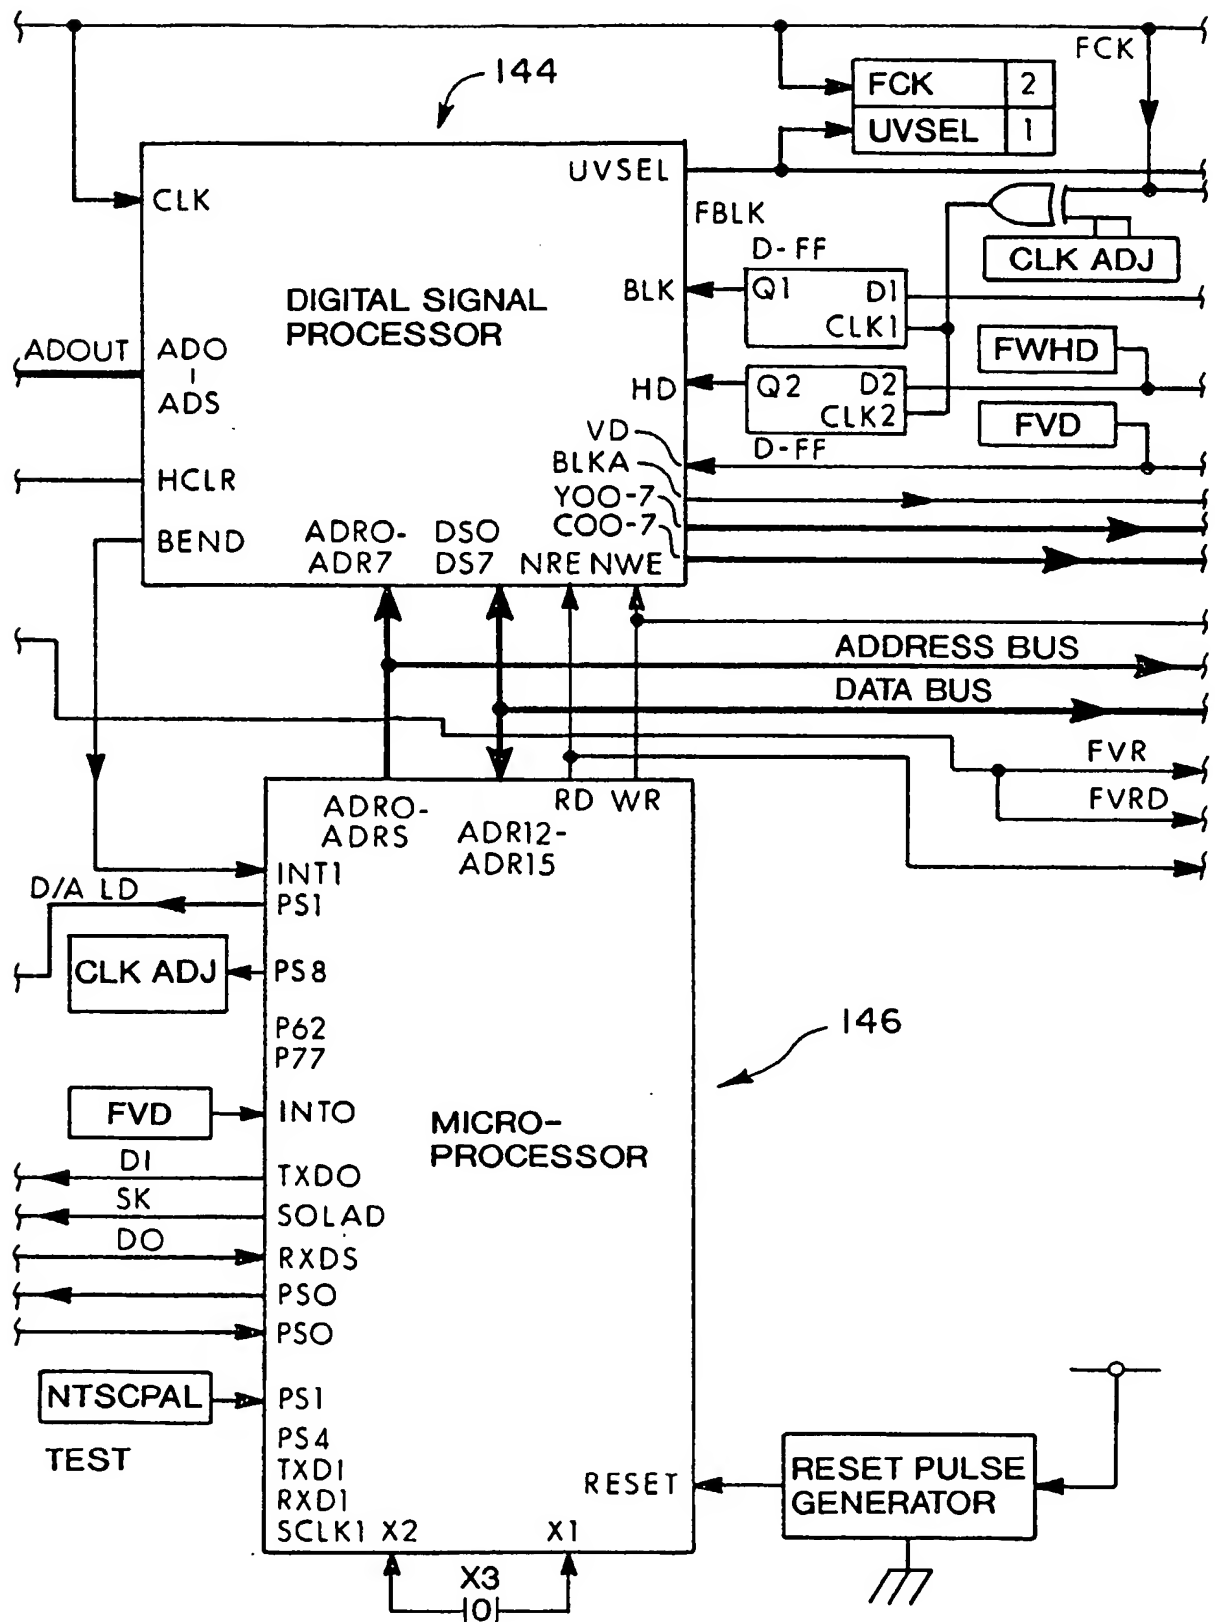 FCK
144
FCK 2
UVSEL 1
UVSEL
CLK
FBLK
CLK ADJ
D-FF
BLK
Q1 D1
CLK1
DIGITAL SIGNAL
PROCESSOR
ADOUT
ADO
ADS
FWHD
HD
Q2 D2
CLK2
FVD
VD
D-FF
BLKA
HCLR
YOO-7
COO-7
BEND
ADRO-
ADR7
DSO
DS7
NRE NWE
ADDRESS BUS
DATA BUS
FVR
FVRD
ADRO-
ADRS
ADR12-
ADR15
RD WR
INT1
D/A LD
PS1
CLK ADJ
PS8
P62
P77
146
FVD
INTO
MICRO-
PROCESSOR
DI
TXDO
SK
SOLAD
DO
RXDS
PSO
PSO
NTSCPAL
PS1
TEST
PS4
TXD1
RXD1
SCLK1 X2 X1
RESET
RESET PULSE
GENERATOR
X3